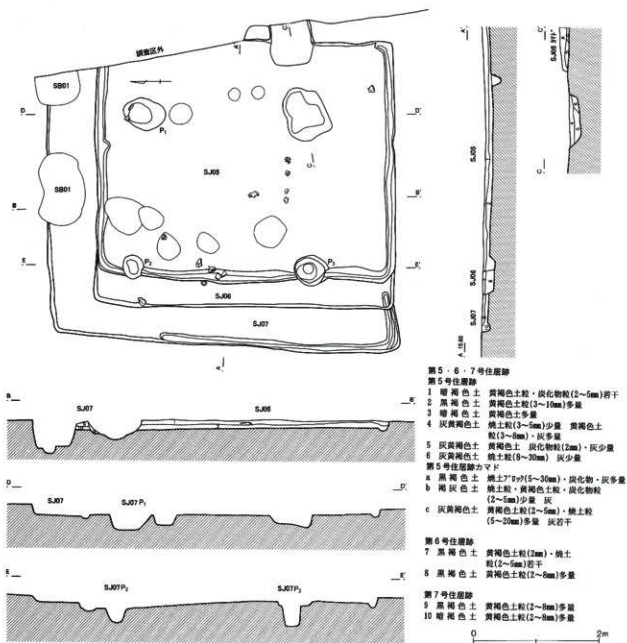 調査区外
A
C
C'
SB01
D
D'
P₁
SJ05
C
SB01
B
B'
E
P₂
P₃
E'
SJ06
SJ07
A
A'
SJ05
SJ06
SJ07
A 15.60
C'
SJ05 ｶﾏﾄﾞ
C
B
SJ07
SJ06
B'
D
SJ07
SJ07 P₁
D'
E
SJ07P₂
SJ07P₃
E'
第5・6・7号住居跡
第5号住居跡
1 暗褐色土 黄褐色土粒・炭化物粒(2～5㎜)若干
2 黒褐色土 黄褐色土粒(3～10㎜)多量
3 暗褐色土 黄褐色土多量
4 灰黄褐色土 焼土粒(3～5㎜)少量 黄褐色土
粒(3～8㎜)・灰多量
5 灰黄褐色土 黄褐色土 炭化物粒(2㎜)・灰少量
6 灰黄褐色土 焼土粒(8～30㎜) 灰少量
第5号住居跡カマド
a 黒褐色土 焼土ﾌﾞﾛｯｸ(5～30㎜)・炭化物・灰多量
b 褐灰色土 焼土粒・黄褐色土粒・炭化物粒
(2～5㎜)少量 灰
c 灰黄褐色土 黄褐色土粒(2～5㎜)・焼土粒
(5～20㎜)多量 灰若干
第6号住居跡
7 黒褐色土 黄褐色土粒(2㎜)・焼土
粒(2～5㎜)若干
8 黒褐色土 黄褐色土粒(2～8㎜)多量
第7号住居跡
9 黒褐色土 黄褐色土粒(2～8㎜)多量
10 暗褐色土 黄褐色土粒(2～8㎜)多量
0 2m